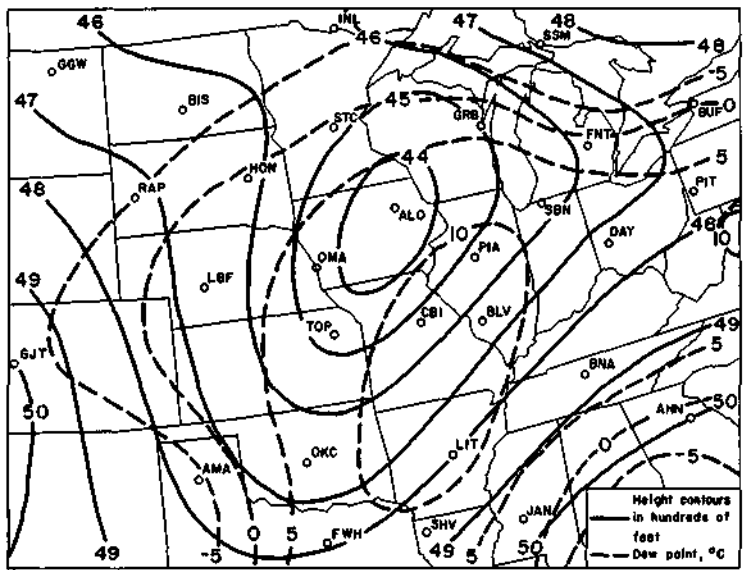 46
INL
47
48
SSM
48
46
GGW
-5
47
BIS
45
GRB
0
BUF
STC
FNT
44
5
HON
PIT
48
RAP
ALO
SBN
46
10
DAY
10
OMA
PIA
49
LBF
TOP
CBI
BLV
49
GJT
5
BNA
50
50
AHN
0
OKC
LIT
-5
AMA
Height contours
in hundreds of
feet
Dew point, °C
JAN
49
-5
0
5
FWH
SHV
49
5
50